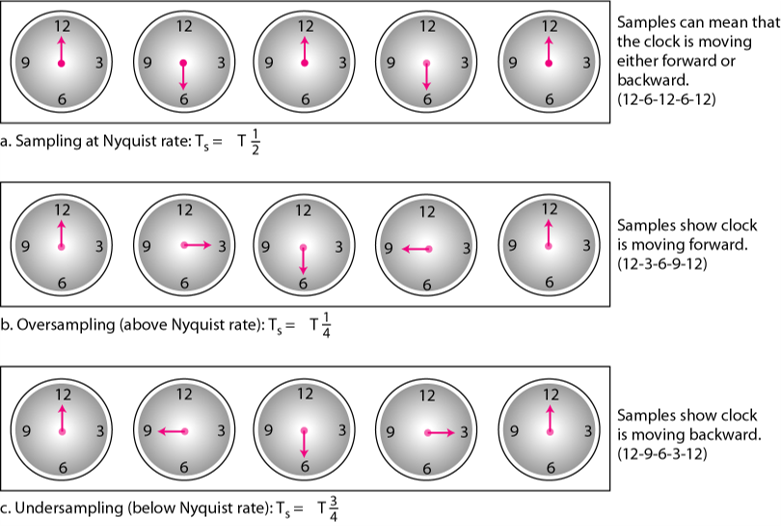 12 12 12 12 12
9 3 9 3 9 3 9 3 9 3
6 6 6 6 6
Samples can mean that
the clock is moving
either forward or
backward.
(12-6-12-6-12)
a. Sampling at Nyquist rate: Ts = T 1/2
12 12 12 12 12
9 3 9 3 9 3 9 3 9 3
6 6 6 6 6
Samples show clock
is moving forward.
(12-3-6-9-12)
b. Oversampling (above Nyquist rate): Ts = T 1/4
12 12 12 12 12
9 3 9 3 9 3 9 3 9 3
6 6 6 6 6
Samples show clock
is moving backward.
(12-9-6-3-12)
c. Undersampling (below Nyquist rate): Ts = T 3/4